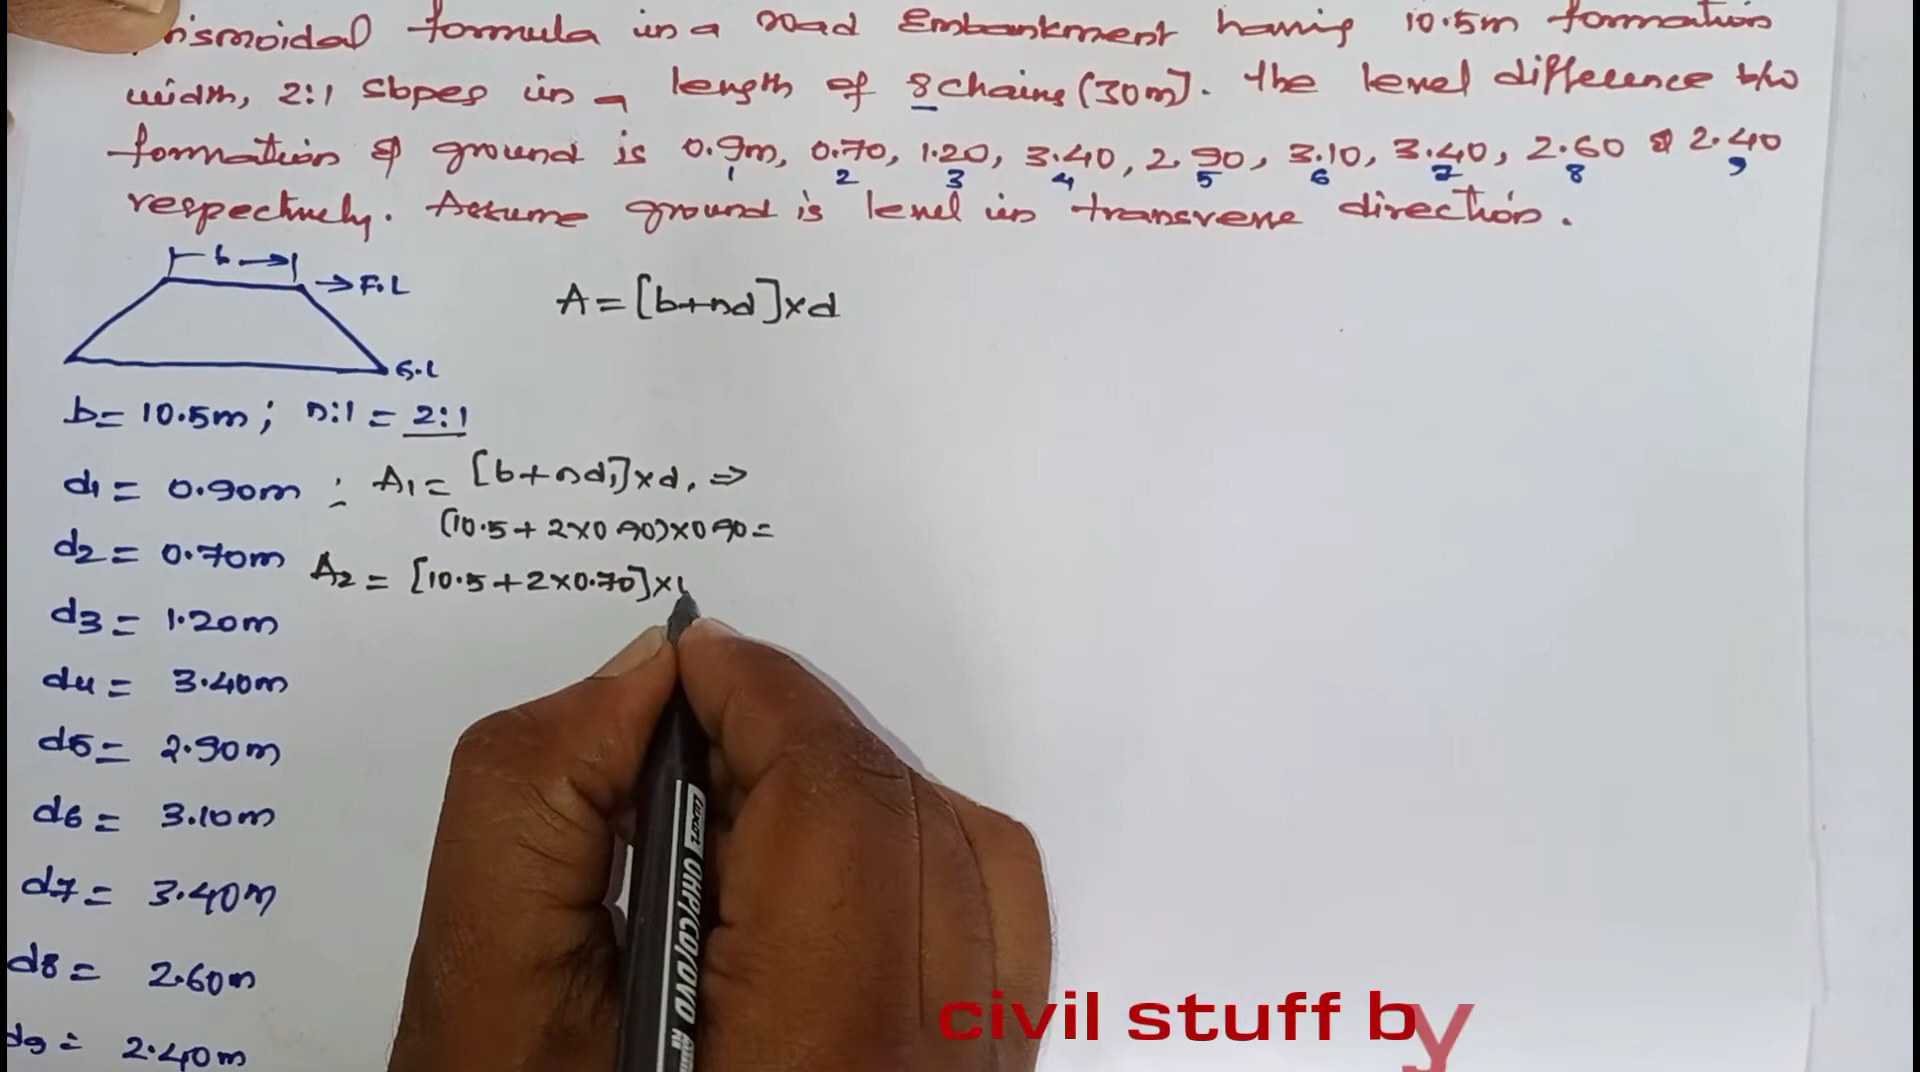 rismoidal formula in a road Embankment having 10.5m formation
width, 2:1 slopes in a length of 8 chains (30m]. The level difference b/w
formation & ground is 0.9m, 0.70, 1.20, 3.40, 2.90, 3.10, 3.40, 2.60 & 2.40
1 2 3 4 5 6 7 8 9
respectively. Assume ground is level in transverse direction.
b
F.L
A = [b+nd]×d
G.L
b = 10.5m ; n:1 = 2:1
d1 = 0.90m : A1 = [b+nd1]×d1 ⇒
(10.5 + 2×0.90)×0.90 =
d2 = 0.70m A2 = [10.5+2×0.70]×
d3 = 1.20m
d4 = 3.40m
d5 = 2.90m
d6 = 3.10m
d7 = 3.40m
d8 = 2.60m
d9 = 2.40m
LUXOR OHP/CD/DVD
civil stuff by